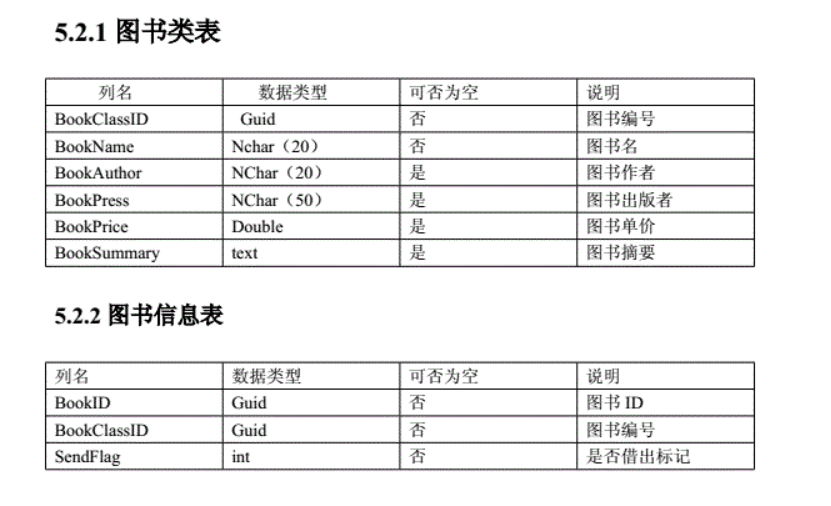 5.2.1 图书类表
列名 数据类型 可否为空 说明
BookClassID Guid 否 图书编号
BookName Nchar（20） 否 图书名
BookAuthor NChar（20） 是 图书作者
BookPress NChar（50） 是 图书出版者
BookPrice Double 是 图书单价
BookSummary text 是 图书摘要
5.2.2 图书信息表
列名 数据类型 可否为空 说明
BookID Guid 否 图书 ID
BookClassID Guid 否 图书编号
SendFlag int 否 是否借出标记